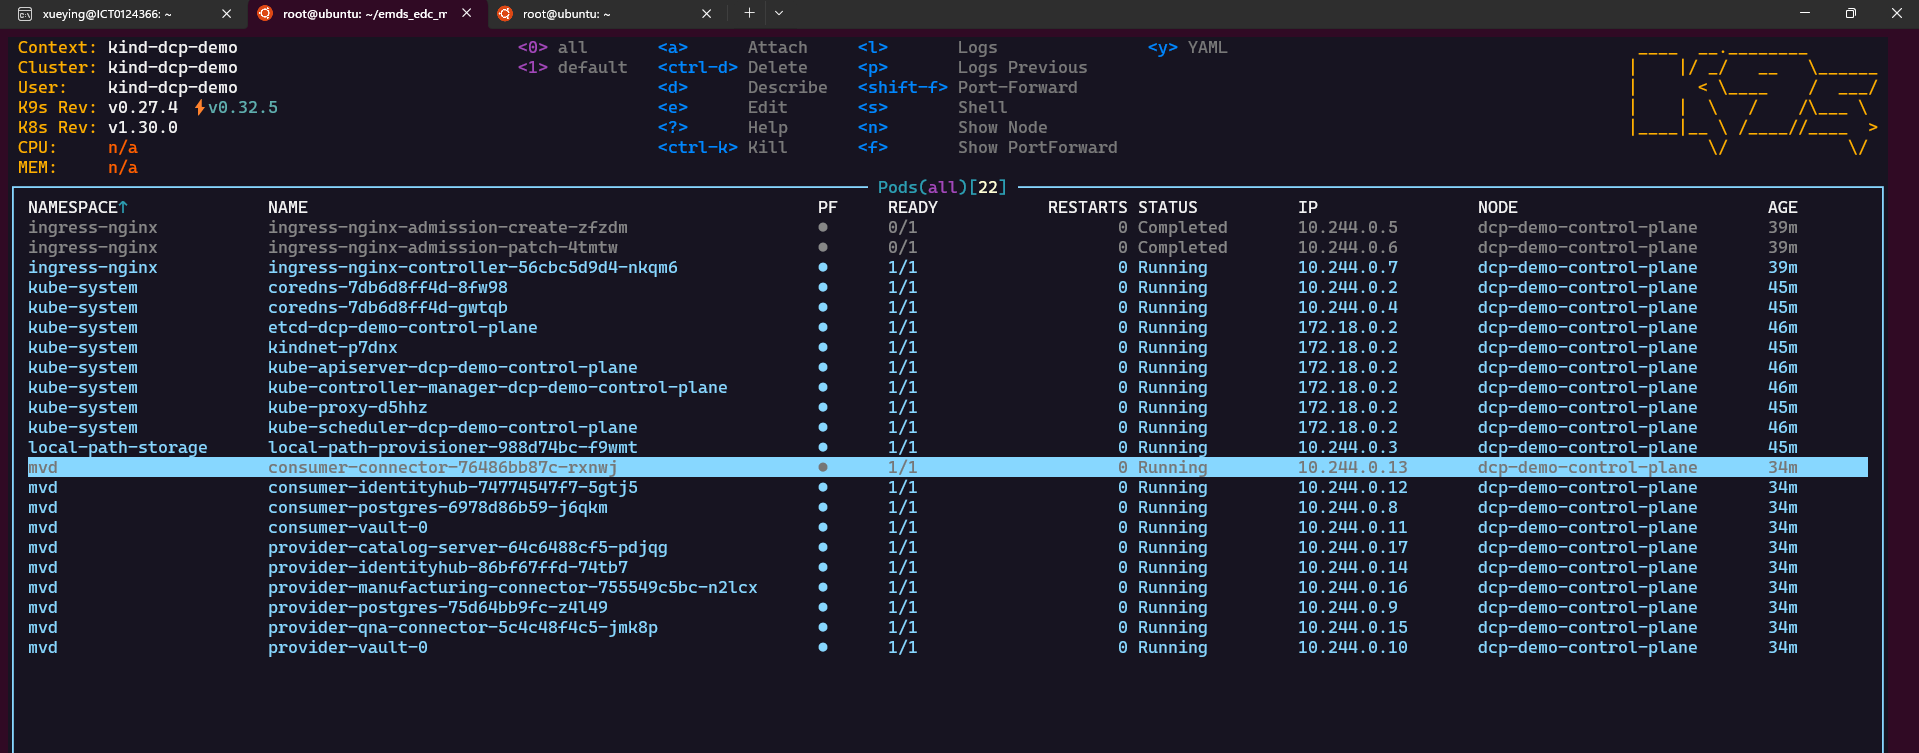 xueying@ICT0124366: ~ root@ubuntu: ~/emds_edc_m root@ubuntu: ~
Context: kind-dcp-demo <0> all <a> Attach <l> Logs <y> YAML
Cluster: kind-dcp-demo <1> default <ctrl-d> Delete <p> Logs Previous
User: kind-dcp-demo <d> Describe <shift-f> Port-Forward
K9s Rev: v0.27.4 ⚡v0.32.5 <e> Edit <s> Shell
K8s Rev: v1.30.0 <?> Help <n> Show Node
CPU: n/a <ctrl-k> Kill <f> Show PortForward
MEM: n/a
Pods(all)[22]
NAMESPACE↑ NAME PF READY RESTARTS STATUS IP NODE AGE
ingress-nginx ingress-nginx-admission-create-zfzdm ● 0/1 0 Completed 10.244.0.5 dcp-demo-control-plane 39m
ingress-nginx ingress-nginx-admission-patch-4tmtw ● 0/1 0 Completed 10.244.0.6 dcp-demo-control-plane 39m
ingress-nginx ingress-nginx-controller-56cbc5d9d4-nkqm6 ● 1/1 0 Running 10.244.0.7 dcp-demo-control-plane 39m
kube-system coredns-7db6d8ff4d-8fw98 ● 1/1 0 Running 10.244.0.2 dcp-demo-control-plane 45m
kube-system coredns-7db6d8ff4d-gwtqb ● 1/1 0 Running 10.244.0.4 dcp-demo-control-plane 45m
kube-system etcd-dcp-demo-control-plane ● 1/1 0 Running 172.18.0.2 dcp-demo-control-plane 46m
kube-system kindnet-p7dnx ● 1/1 0 Running 172.18.0.2 dcp-demo-control-plane 45m
kube-system kube-apiserver-dcp-demo-control-plane ● 1/1 0 Running 172.18.0.2 dcp-demo-control-plane 46m
kube-system kube-controller-manager-dcp-demo-control-plane ● 1/1 0 Running 172.18.0.2 dcp-demo-control-plane 46m
kube-system kube-proxy-d5hhz ● 1/1 0 Running 172.18.0.2 dcp-demo-control-plane 45m
kube-system kube-scheduler-dcp-demo-control-plane ● 1/1 0 Running 172.18.0.2 dcp-demo-control-plane 46m
local-path-storage local-path-provisioner-988d74bc-f9wmt ● 1/1 0 Running 10.244.0.3 dcp-demo-control-plane 45m
mvd consumer-connector-76486bb87c-rxnwj ● 1/1 0 Running 10.244.0.13 dcp-demo-control-plane 34m
mvd consumer-identityhub-74774547f7-5gtj5 ● 1/1 0 Running 10.244.0.12 dcp-demo-control-plane 34m
mvd consumer-postgres-6978d86b59-j6qkm ● 1/1 0 Running 10.244.0.8 dcp-demo-control-plane 34m
mvd consumer-vault-0 ● 1/1 0 Running 10.244.0.11 dcp-demo-control-plane 34m
mvd provider-catalog-server-64c6488cf5-pdjqg ● 1/1 0 Running 10.244.0.17 dcp-demo-control-plane 34m
mvd provider-identityhub-86bf67ffd-74tb7 ● 1/1 0 Running 10.244.0.14 dcp-demo-control-plane 34m
mvd provider-manufacturing-connector-755549c5bc-n2lcx ● 1/1 0 Running 10.244.0.16 dcp-demo-control-plane 34m
mvd provider-postgres-75d64bb9fc-z4l49 ● 1/1 0 Running 10.244.0.9 dcp-demo-control-plane 34m
mvd provider-qna-connector-5c4c48f4c5-jmk8p ● 1/1 0 Running 10.244.0.15 dcp-demo-control-plane 34m
mvd provider-vault-0 ● 1/1 0 Running 10.244.0.10 dcp-demo-control-plane 34m